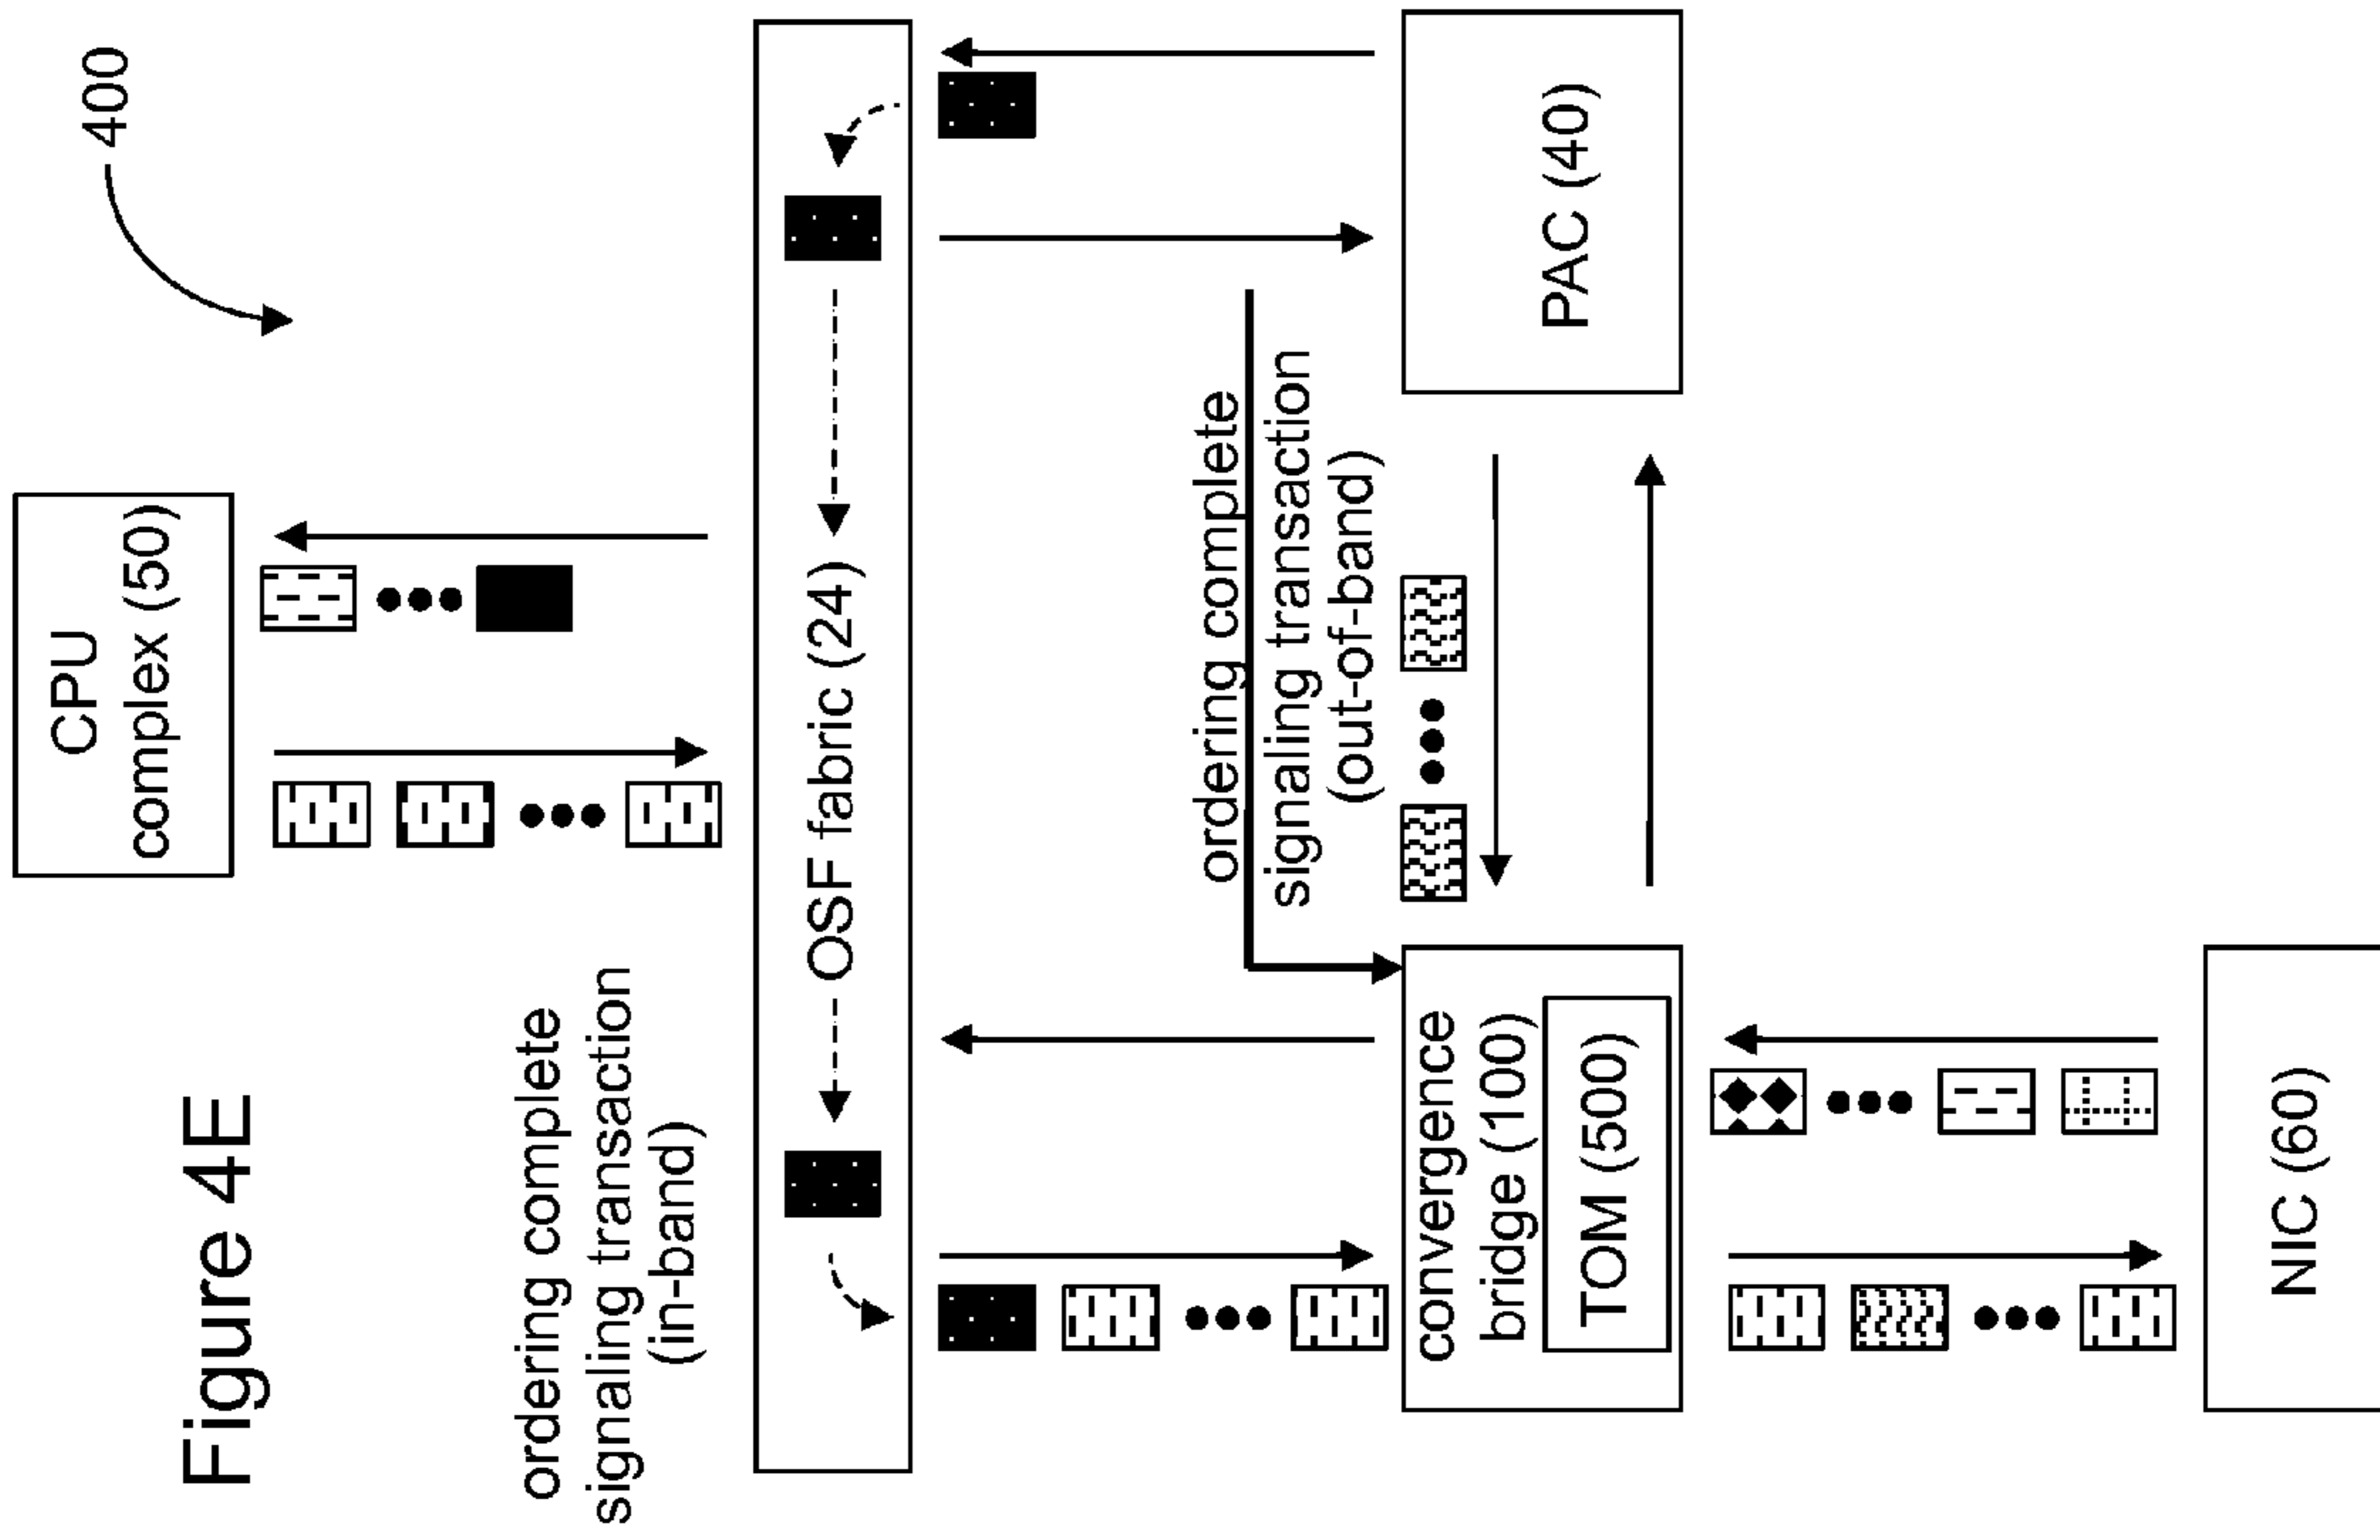 Figure 4E
400
CPU
complex (50)
ordering complete
signaling transaction
(in-band)
OSF fabric (24)
ordering complete
signaling transaction
(out-of-band)
convergence
bridge (100)
TOM (500)
PAC (40)
NIC (60)